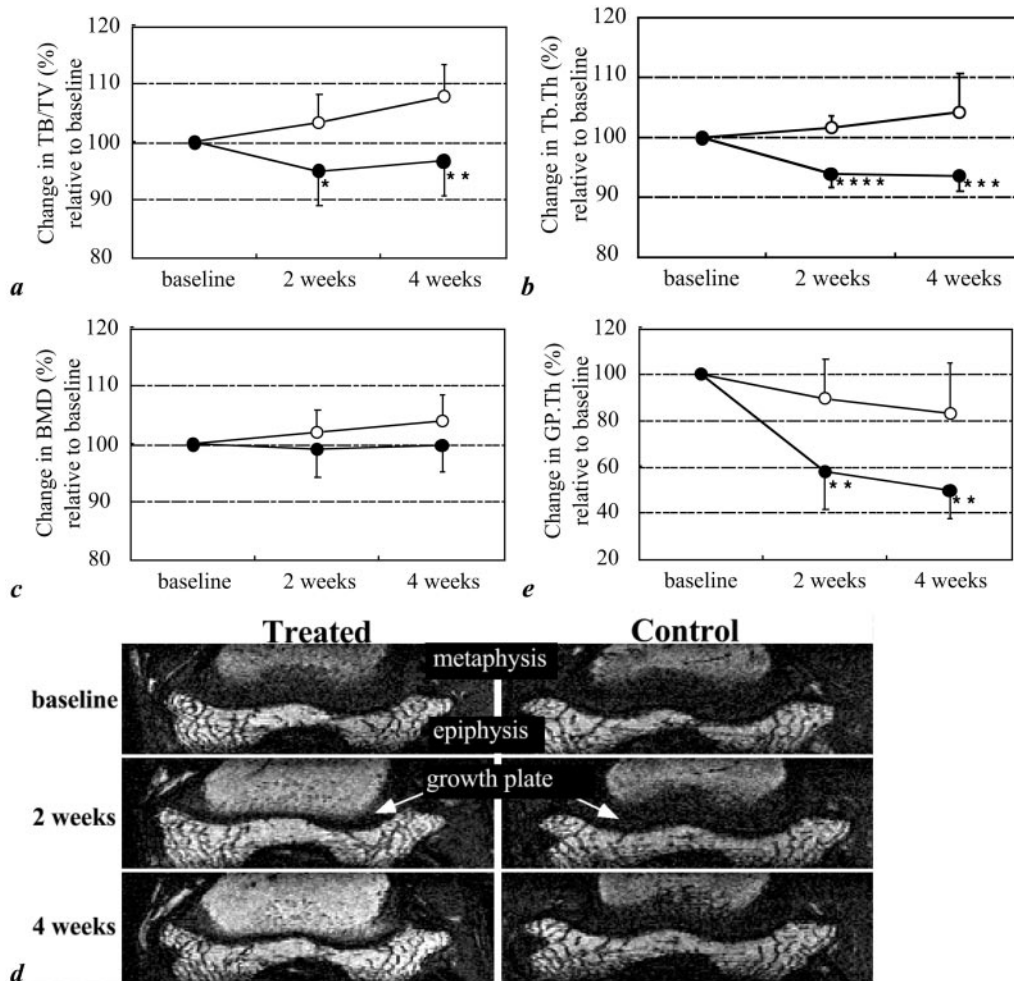 120
110
100
90
80
Change in TB/TV (%)
relative to baseline
*
* *
baseline
2 weeks
4 weeks
a
120
110
100
90
80
Change in Tb.Th (%)
relative to baseline
* * * *
* * *
baseline
2 weeks
4 weeks
b
120
110
100
90
80
Change in BMD (%)
relative to baseline
baseline
2 weeks
4 weeks
c
120
100
80
60
40
20
Change in GP.Th (%)
relative to baseline
* *
* *
baseline
2 weeks
4 weeks
e
Treated
Control
metaphysis
baseline
epiphysis
growth plate
2 weeks
4 weeks
d